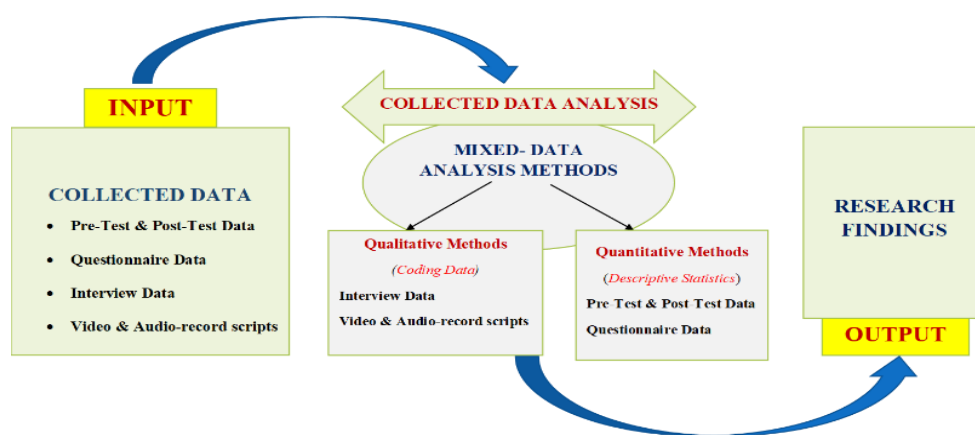 INPUT
COLLECTED DATA
• Pre-Test & Post-Test Data
• Questionnaire Data
• Interview Data
• Video & Audio-record scripts
COLLECTED DATA ANALYSIS
MIXED- DATA
ANALYSIS METHODS
Qualitative Methods
(Coding Data)
Interview Data
Video & Audio-record scripts
Quantitative Methods
(Descriptive Statistics)
Pre-Test & Post-Test Data
Questionnaire Data
RESEARCH
FINDINGS
OUTPUT